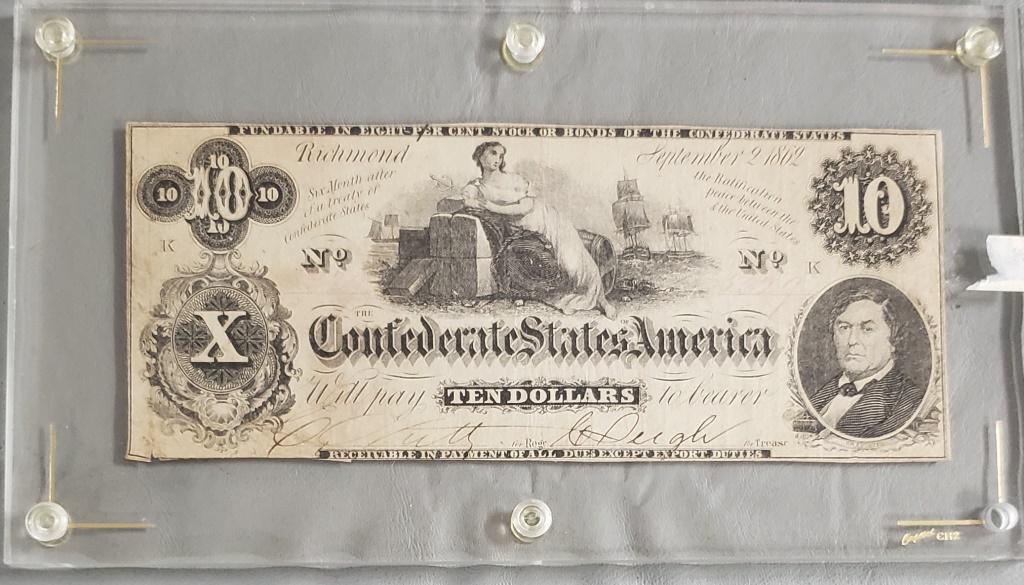 FUNDABLE IN EIGHT PER CENT STOCK OR BONDS OF THE CONFEDERATE STATES
Richmond September 2 1862
Six Month after
of a treaty of
Confederate States
the Ratification
peace between the
& the United States
10
10 10 10
10
10
K No No K
THE
Confederate States OF America
X
Will pay TEN DOLLARS to bearer
for Regr for Treasr
RECEIVABLE IN PAYMENT OF ALL DUES EXCEPT EXPORT DUTIES
CHZ